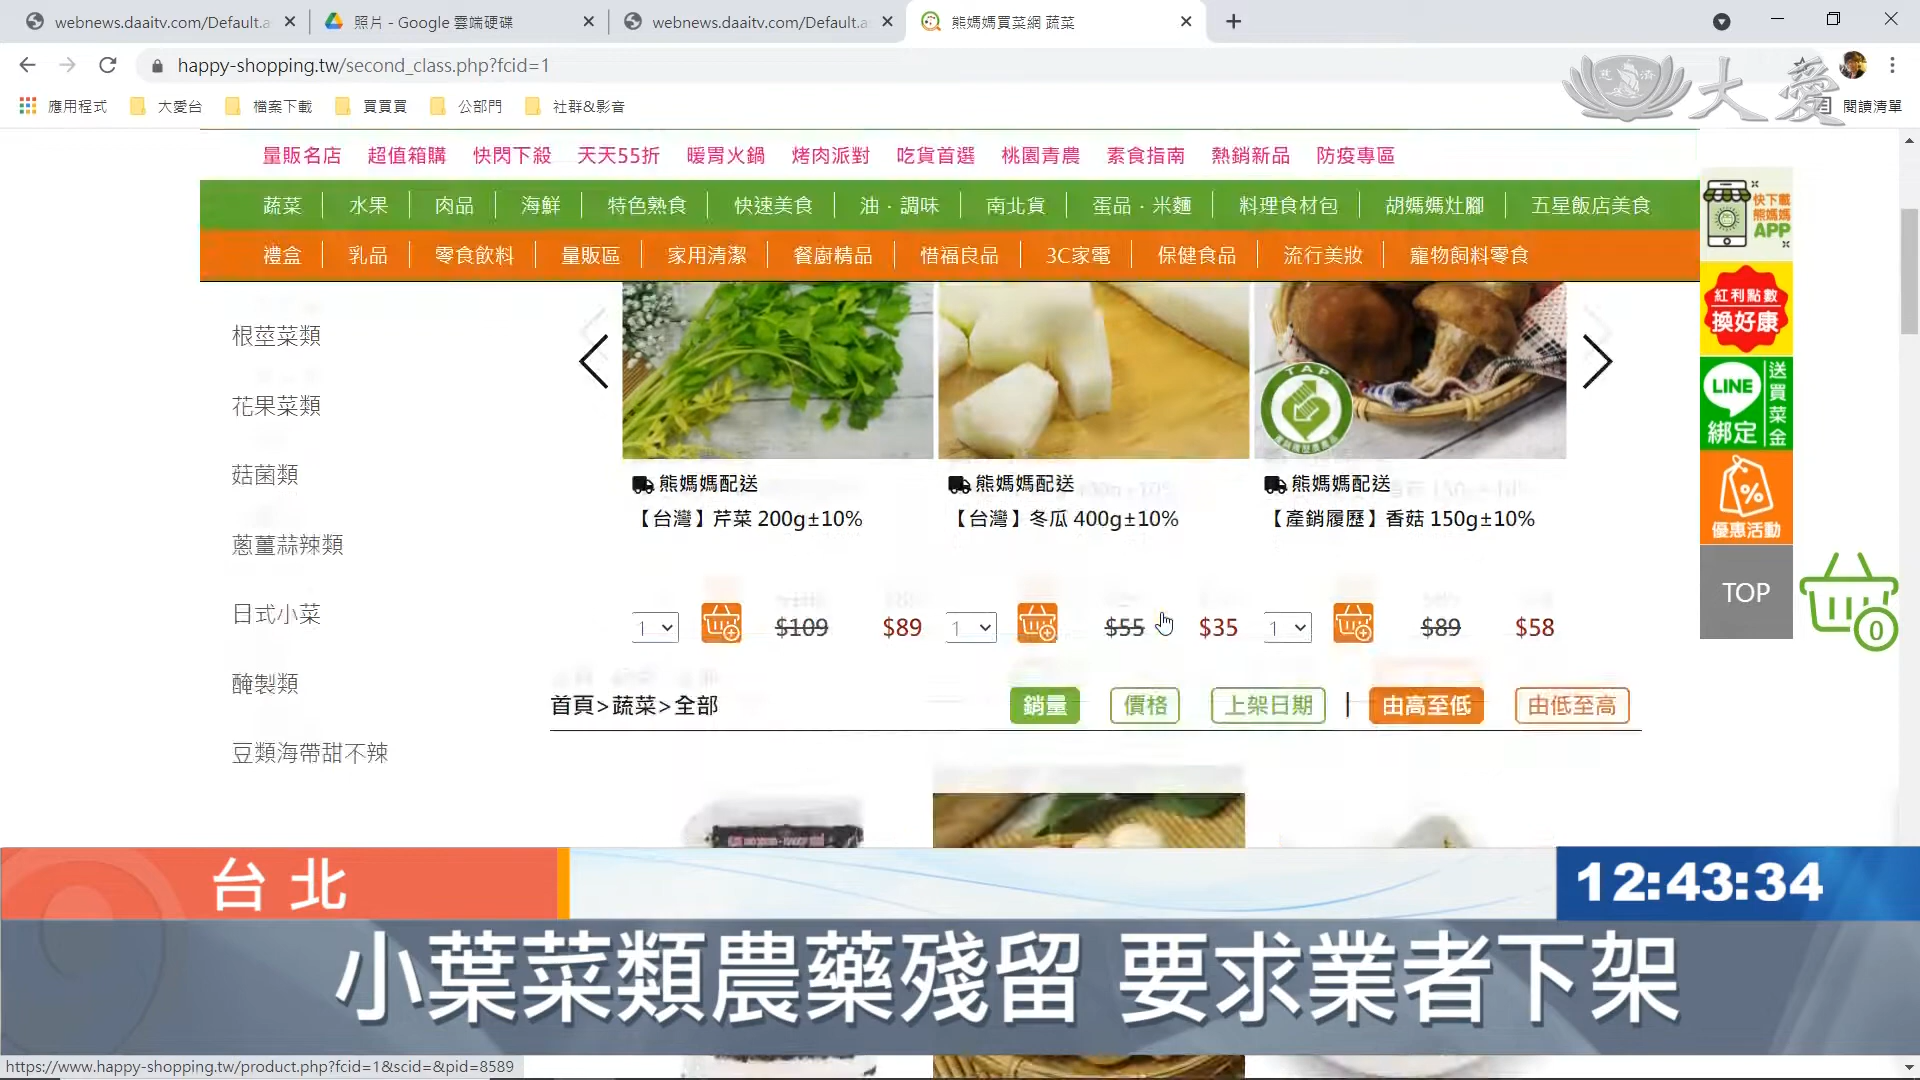 webnews.daaitv.com/Default.a
照片 - Google 雲端硬碟
webnews.daaitv.com/Default.a
熊媽媽買菜網 蔬菜
happy-shopping.tw/second_class.php?fcid=1
大愛
應用程式 大愛台 檔案下載 買買買 公部門 社群&影音 閱讀清單
量販名店 超值箱購 快閃下殺 天天55折 暖胃火鍋 烤肉派對 吃貨首選 桃園青農 素食指南 熱銷新品 防疫專區
蔬菜 水果 肉品 海鮮 特色熟食 快速美食 油．調味 南北貨 蛋品．米麵 料理食材包 胡媽媽灶腳 五星飯店美食
禮盒 乳品 零食飲料 量販區 家用清潔 餐廚精品 惜福良品 3C家電 保健食品 流行美妝 寵物飼料零食
快下載
熊媽媽
APP
紅利點數
換好康
LINE
綁定
送買菜金
%
優惠活動
TOP
0
根莖菜類
花果菜類
菇菌類
蔥薑蒜辣類
日式小菜
醃製類
豆類海帶甜不辣
TAP
熊媽媽配送 熊媽媽配送 熊媽媽配送
【台灣】芹菜 200g±10% 【台灣】冬瓜 400g±10% 【產銷履歷】香菇 150g±10%
1 $109 $89 1 $55 $35 1 $89 $58
首頁>蔬菜>全部 銷量 價格 上架日期 | 由高至低 由低至高
台北
12:43:34
小葉菜類農藥殘留 要求業者下架
https://www.happy-shopping.tw/product.php?fcid=1&scid=&pid=8589